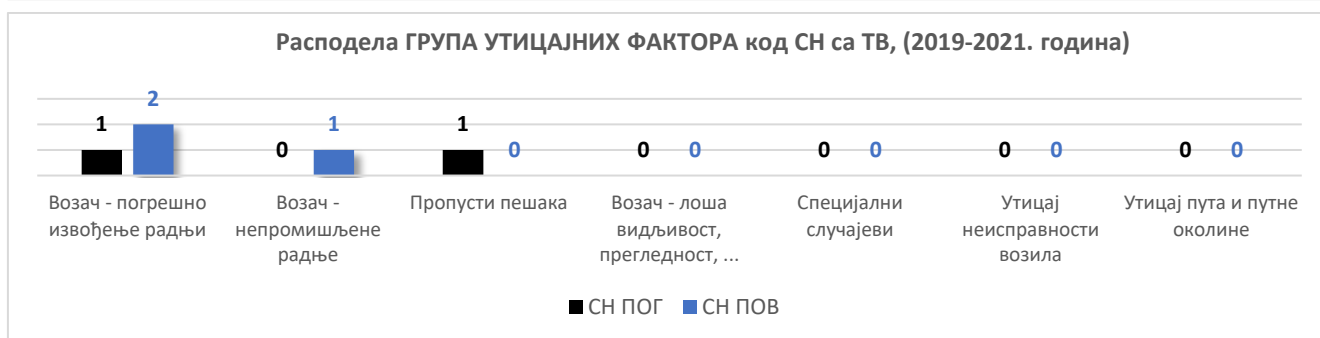 Расподела ГРУПА УТИЦАЈНИХ ФАКТОРА код СН са ТВ, (2019-2021. година)
1 2 0 1 1 0 0 0 0 0 0 0 0 0
Возач - погрешно
извођење радњи
Возач -
непромишљене
радње
Пропусти пешака
Возач - лоша
видљивост,
прегледност, ...
Специјални
случајеви
Утицај
неисправности
возила
Утицај пута и путне
околине
СН ПОГ СН ПОВ